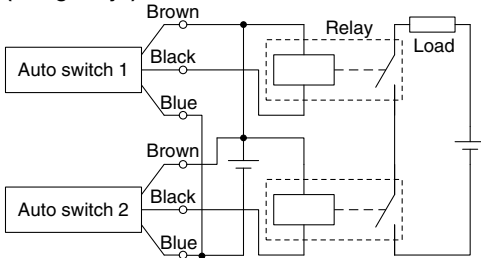 Brown
Relay
Load
Auto switch 1
Black
Blue
Brown
Auto switch 2
Black
Blue